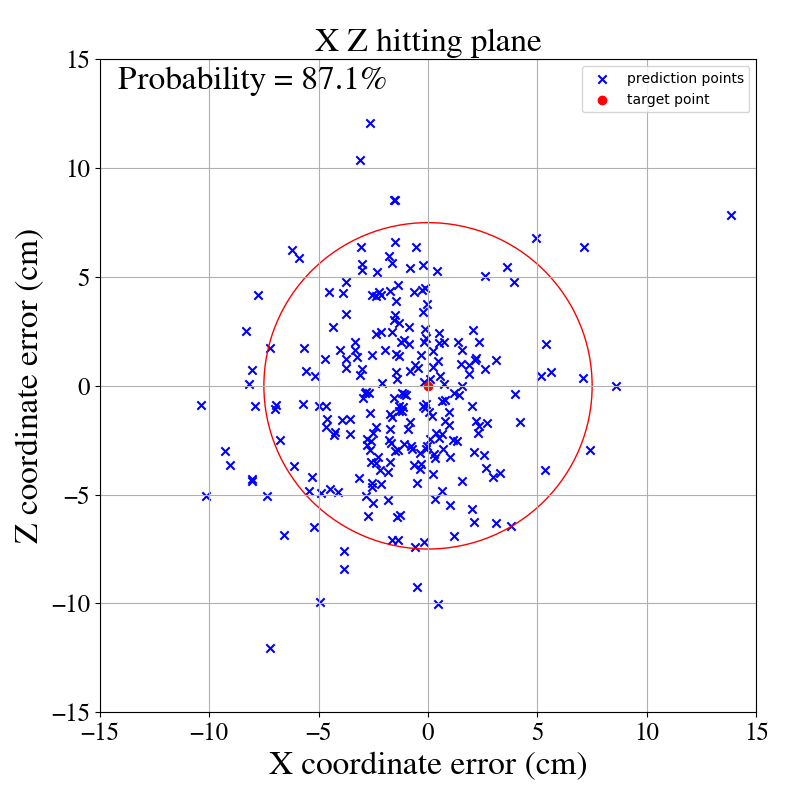 X Z hitting plane
Probability = 87.1%
prediction points
target point
15
10
5
0
−5
−10
−15
Z coordinate error (cm)
−15 −10 −5 0 5 10 15
X coordinate error (cm)